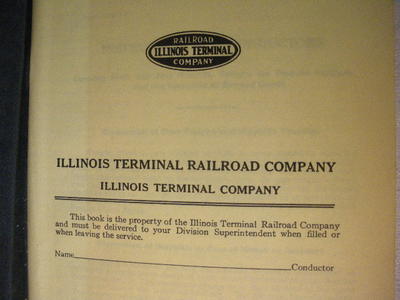 RAILROAD
ILLINOIS TERMINAL
COMPANY
ILLINOIS TERMINAL RAILROAD COMPANY
ILLINOIS TERMINAL COMPANY
This book is the property of the Illinois Terminal Railroad Company
and must be delivered to your Division Superintendent when filled or
when leaving the service.
Name Conductor